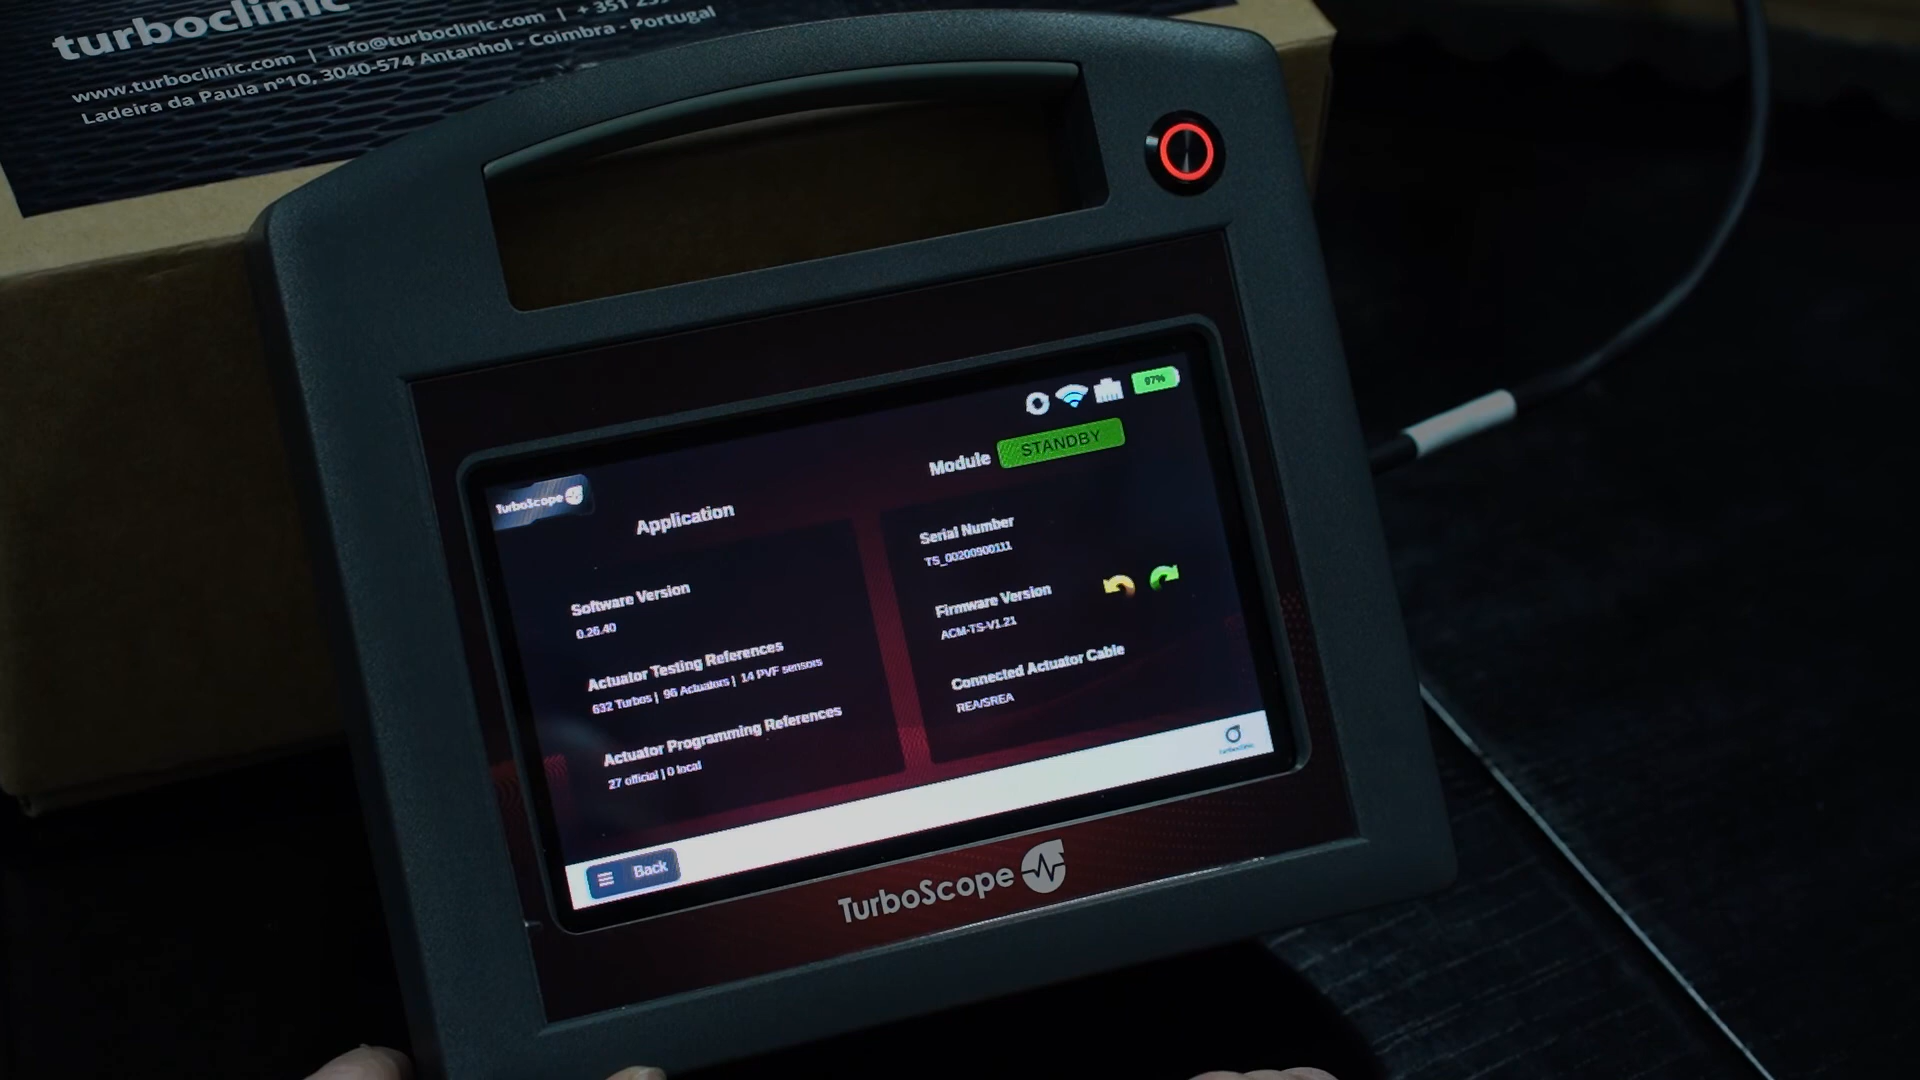 turboclinic
www.turboclinic.com | info@turboclinic.com | + 351
Ladeira da Paula nº10, 3040-574 Antanhol - Coimbra - Portugal
97%
Module STANDBY
TurboScope
Application
Software Version
0.26.40
Actuator Testing References
632 Turbos | 96 Actuators | 14 PVF sensors
Actuator Programming References
27 official | 0 local
Serial Number
TS_00200900111
Firmware Version
ACM-TS-V1.21
Connected Actuator Cable
REA/SREA
Back
TurboScope